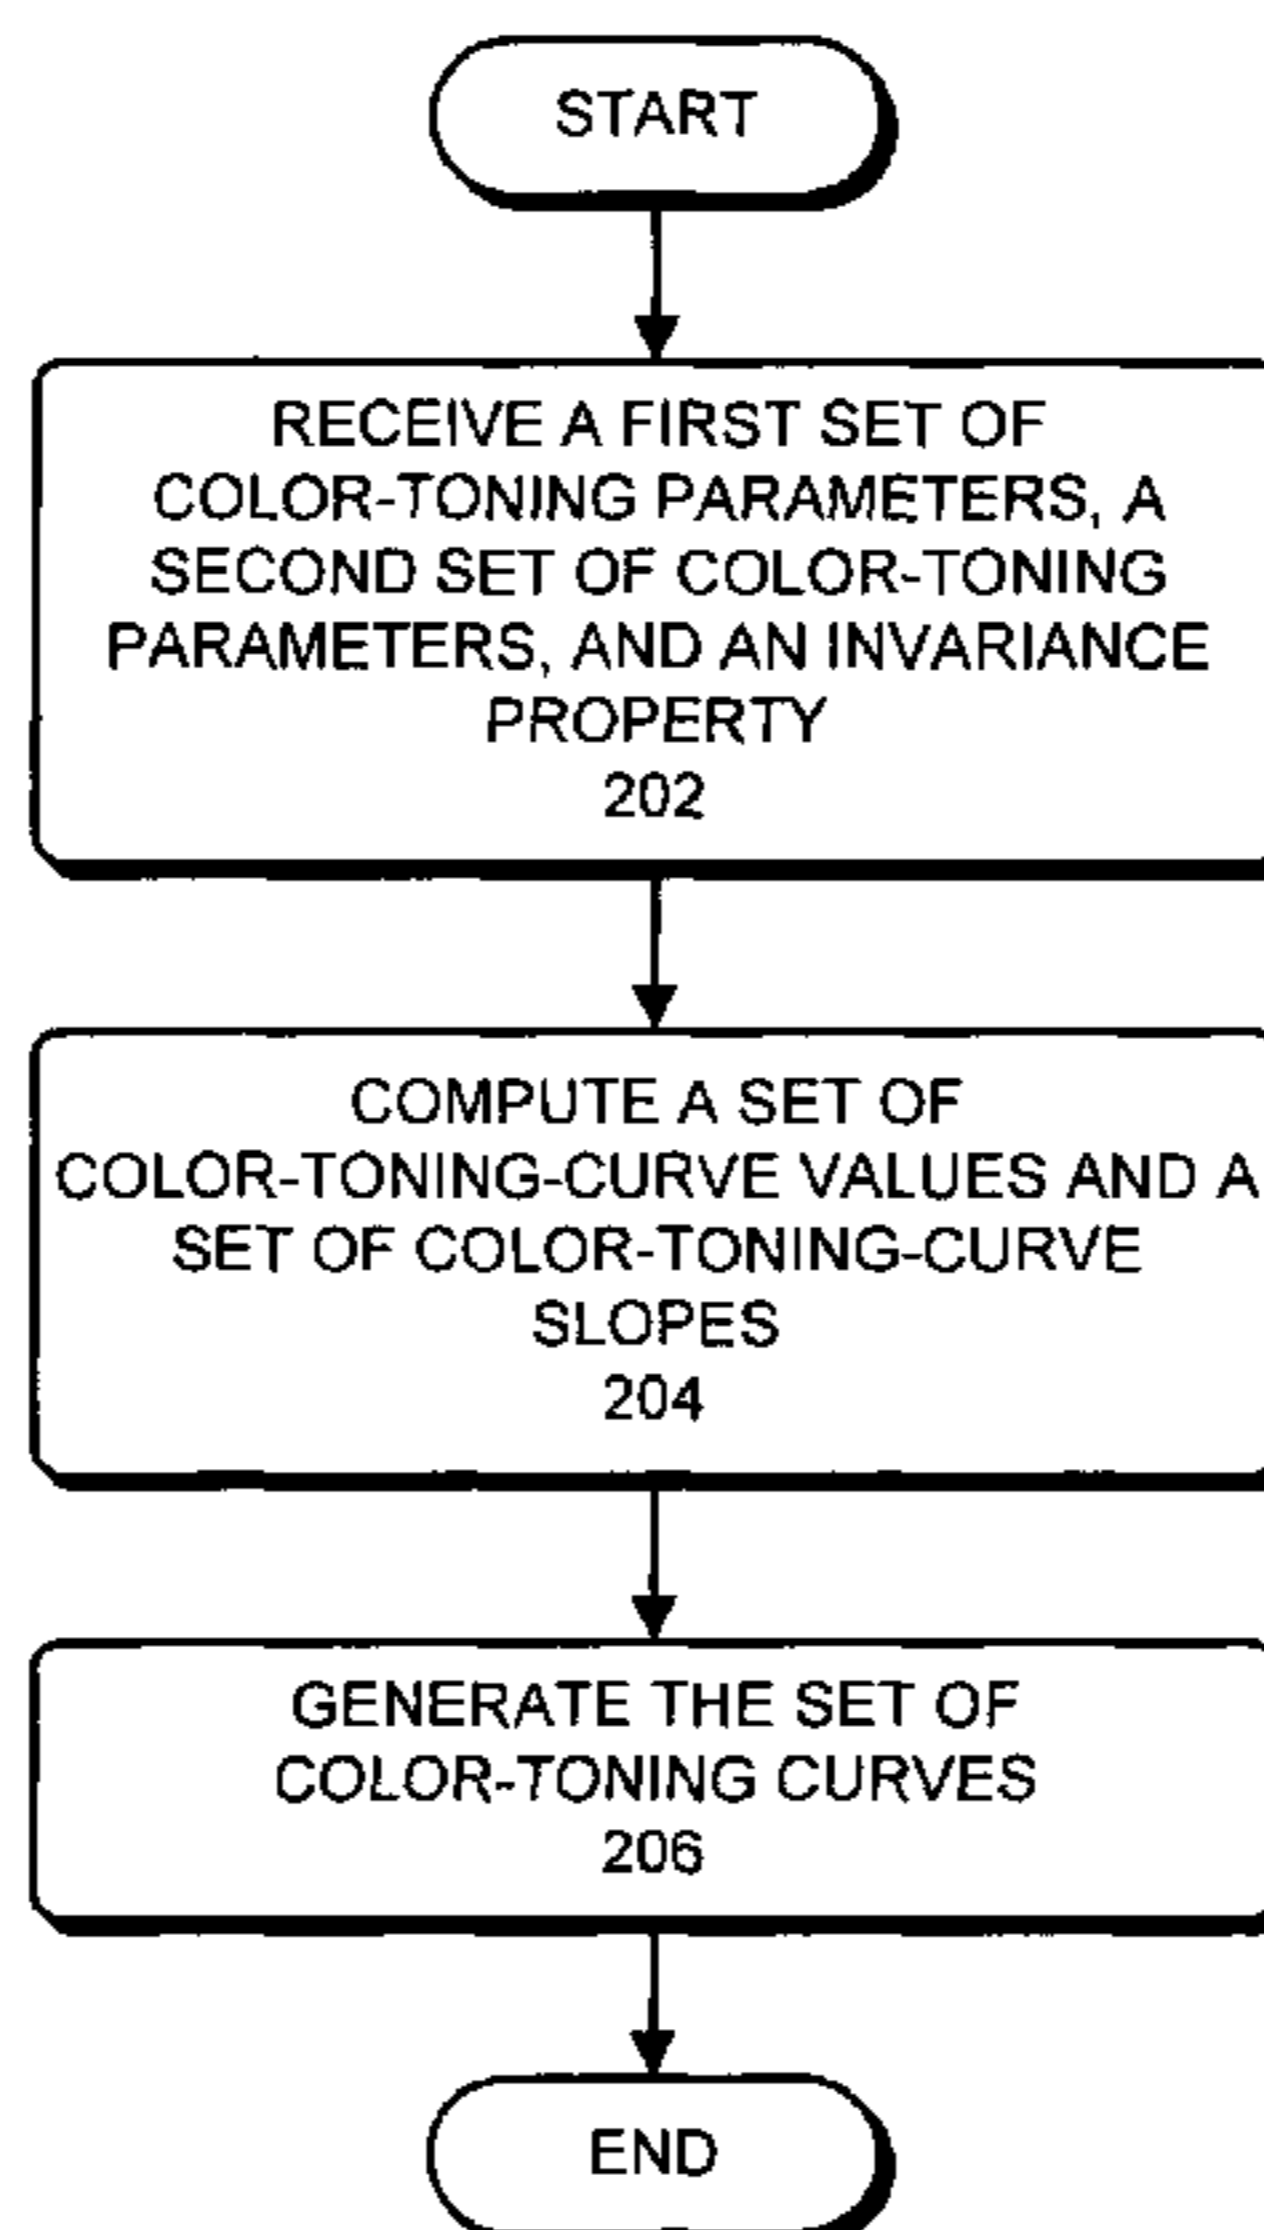 START
RECEIVE A FIRST SET OF
COLOR-TONING PARAMETERS, A
SECOND SET OF COLOR-TONING
PARAMETERS, AND AN INVARIANCE
PROPERTY
202
COMPUTE A SET OF
COLOR-TONING-CURVE VALUES AND A
SET OF COLOR-TONING-CURVE
SLOPES
204
GENERATE THE SET OF
COLOR-TONING CURVES
206
END